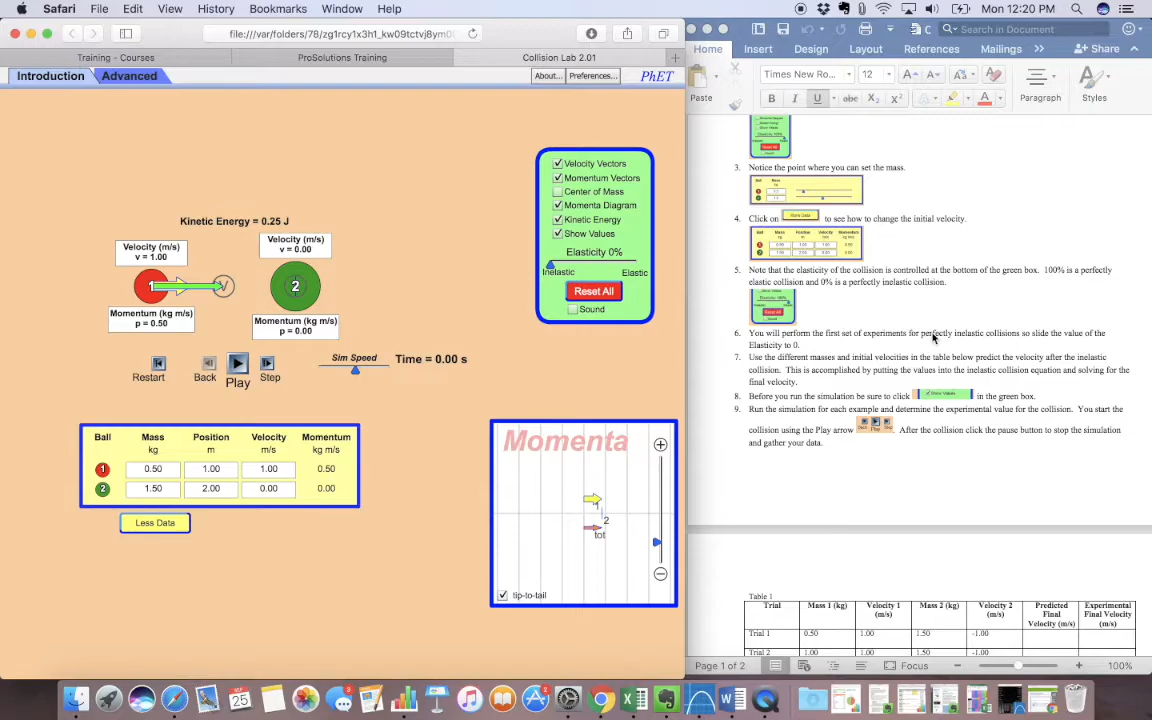 Safari File Edit View History Bookmarks Window Help
Mon 12:20 PM
file:///var/folders/78/zg1rcy1x3h1_kw09tctvj8ym0
Training - Courses
ProSolutions Training
Collision Lab 2.01
Introduction
Advanced
About...
Preferences...
PhET
Velocity Vectors
Momentum Vectors
Center of Mass
Momenta Diagram
Kinetic Energy
Show Values
Elasticity 0%
Inelastic Elastic
Reset All
Sound
Kinetic Energy = 0.25 J
Velocity (m/s)
v = 1.00
Velocity (m/s)
v = 0.00
1
2
Momentum (kg m/s)
p = 0.50
Momentum (kg m/s)
p = 0.00
Restart
Back
Play
Step
Sim Speed
Time = 0.00 s
Ball Mass Position Velocity Momentum
kg m m/s kg m/s
1 0.50 1.00 1.00 0.50
2 1.50 2.00 0.00 0.00
Less Data
Momenta
1
2
tot
tip-to-tail
Search in Document
Home Insert Design Layout References Mailings Share
Paste
Times New Ro...
12
B I U abc X2 X2
Paragraph
Styles
3. Notice the point where you can set the mass.
4. Click on More Data to see how to change the initial velocity.
5. Note that the elasticity of the collision is controlled at the bottom of the green box. 100% is a perfectly
elastic collision and 0% is a perfectly inelastic collision.
6. You will perform the first set of experiments for perfectly inelastic collisions so slide the value of the
Elasticity to 0.
7. Use the different masses and initial velocities in the table below predict the velocity after the inelastic
collision. This is accomplished by putting the values into the inelastic collision equation and solving for the
final velocity.
8. Before you run the simulation be sure to click Show Values in the green box.
9. Run the simulation for each example and determine the experimental value for the collision. You start the
collision using the Play arrow. After the collision click the pause button to stop the simulation
and gather your data.
Table 1
Trial Mass 1 (kg) Velocity 1 (m/s) Mass 2 (kg) Velocity 2 (m/s) Predicted Final Velocity (m/s) Experimental Final Velocity (m/s)
Trial 1 0.50 1.00 1.50 -1.00
Trial 2 1.00 1.00 1.50 -1.00
Page 1 of 2
Focus
100%